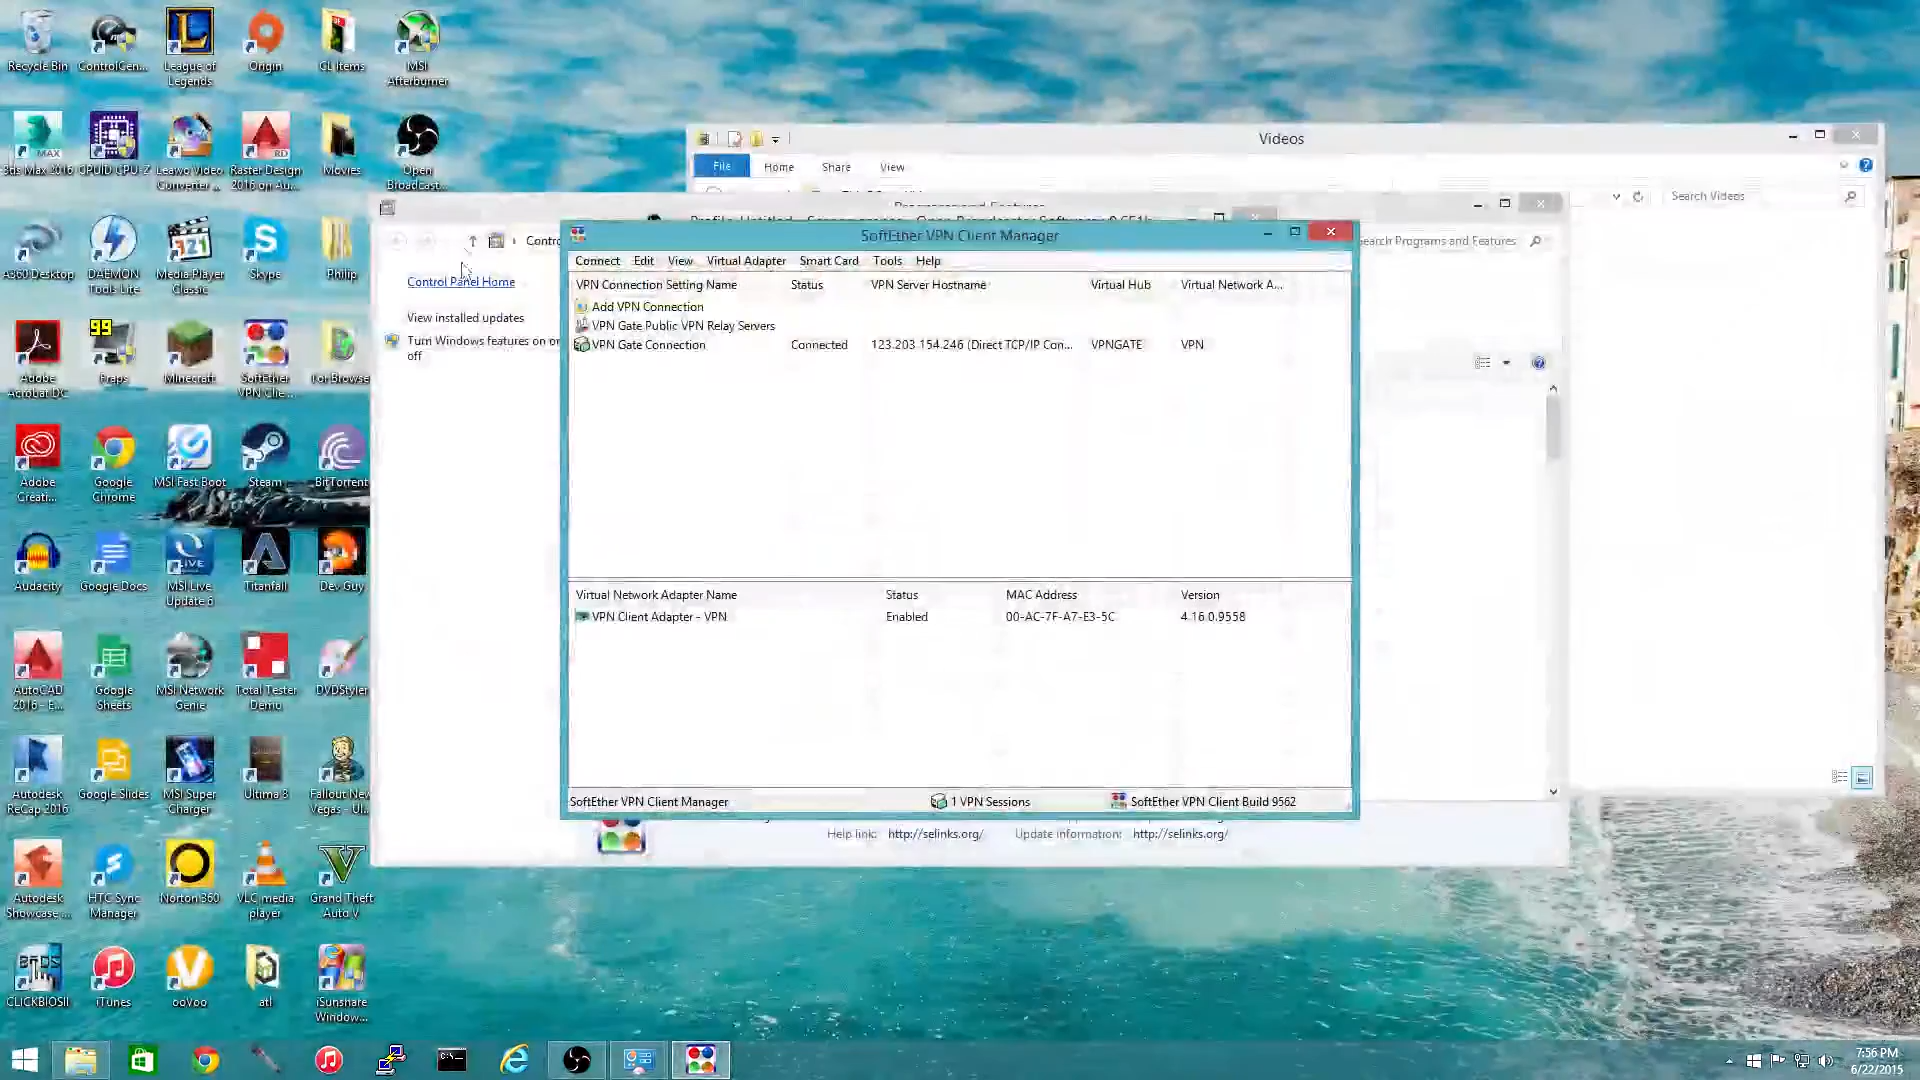 Recycle Bin
ControlCen...
League of
Legends
Origin
CL Items
MSI
Afterburner
3ds Max 2016
CPUID CPU-Z
Leawo Video
Converter ...
Raster Design
2016 on Au...
Movies
Open
Broadcast...
A360 Desktop
DAEMON
Tools Lite
Media Player
Classic
Skype
Philip
Adobe
Acrobat DC
99
Fraps
Minecraft
SoftEther
VPN Clie...
Tor Browser
Adobe
Creati...
Google
Chrome
MSI Fast Boot
Steam
BitTorrent
Audacity
Google Docs
MSI Live
Update 6
Titanfall
Dev Guy
AutoCAD
2016 - E...
Google
Sheets
MSI Network
Genie
Total Tester
Demo
DVDStyler
Autodesk
ReCap 2016
Google Slides
MSI Super
Charger
Ultima 3
Fallout New
Vegas - Ul...
Autodesk
Showcase ...
HTC Sync
Manager
Norton 360
VLC media
player
Grand Theft
Auto V
CLICKBIOSII
iTunes
ooVoo
atl
iSunshare
Window...
Videos
File
Home
Share
View
Search Videos
Programs and Features
Contro
Search Programs and Features
Control Panel Home
View installed updates
Turn Windows features on or
off
Help link: http://selinks.org/
Update information: http://selinks.org/
SoftEther VPN Client Manager
Connect Edit View Virtual Adapter Smart Card Tools Help
VPN Connection Setting Name Status VPN Server Hostname Virtual Hub Virtual Network A...
Add VPN Connection
VPN Gate Public VPN Relay Servers
VPN Gate Connection Connected 123.203.154.246 (Direct TCP/IP Con... VPNGATE VPN
Virtual Network Adapter Name Status MAC Address Version
VPN Client Adapter - VPN Enabled 00-AC-7F-A7-E3-5C 4.16.0.9558
SoftEther VPN Client Manager 1 VPN Sessions SoftEther VPN Client Build 9562
7:56 PM
6/22/2015